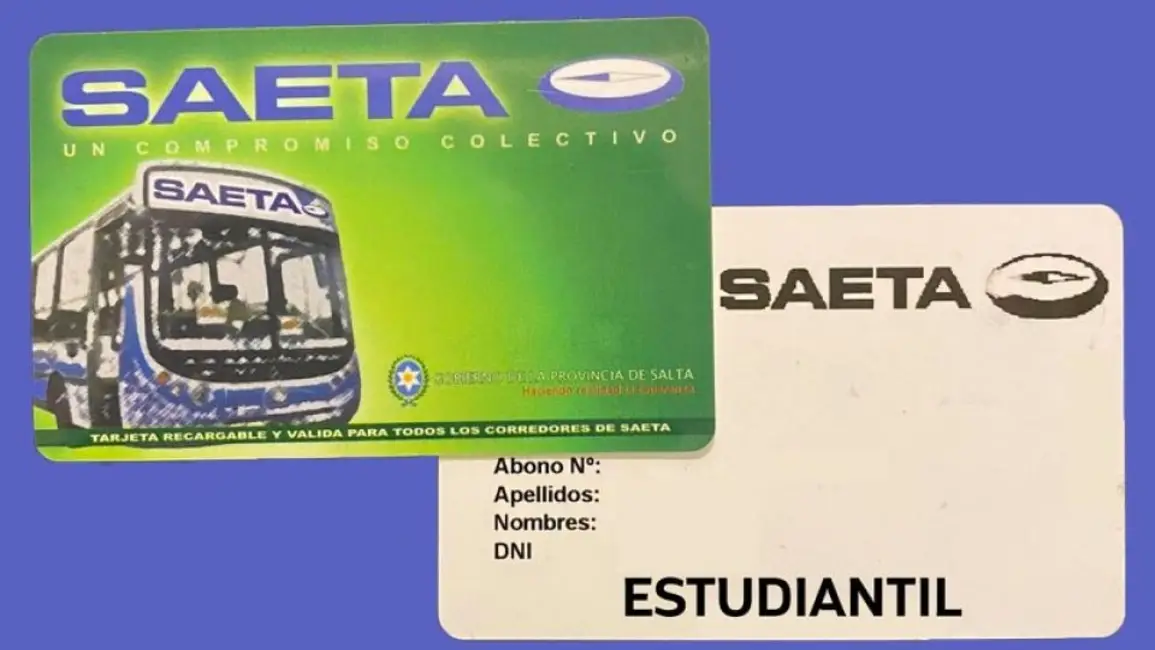 SAETA
UN COMPROMISO COLECTIVO
SAETA
GOBIERNO DE LA PROVINCIA DE SALTA
TARJETA RECARGABLE Y VALIDA PARA TODOS LOS CORREDORES DE SAETA
SAETA
Abono Nº:
Apellidos:
Nombres:
DNI
ESTUDIANTIL